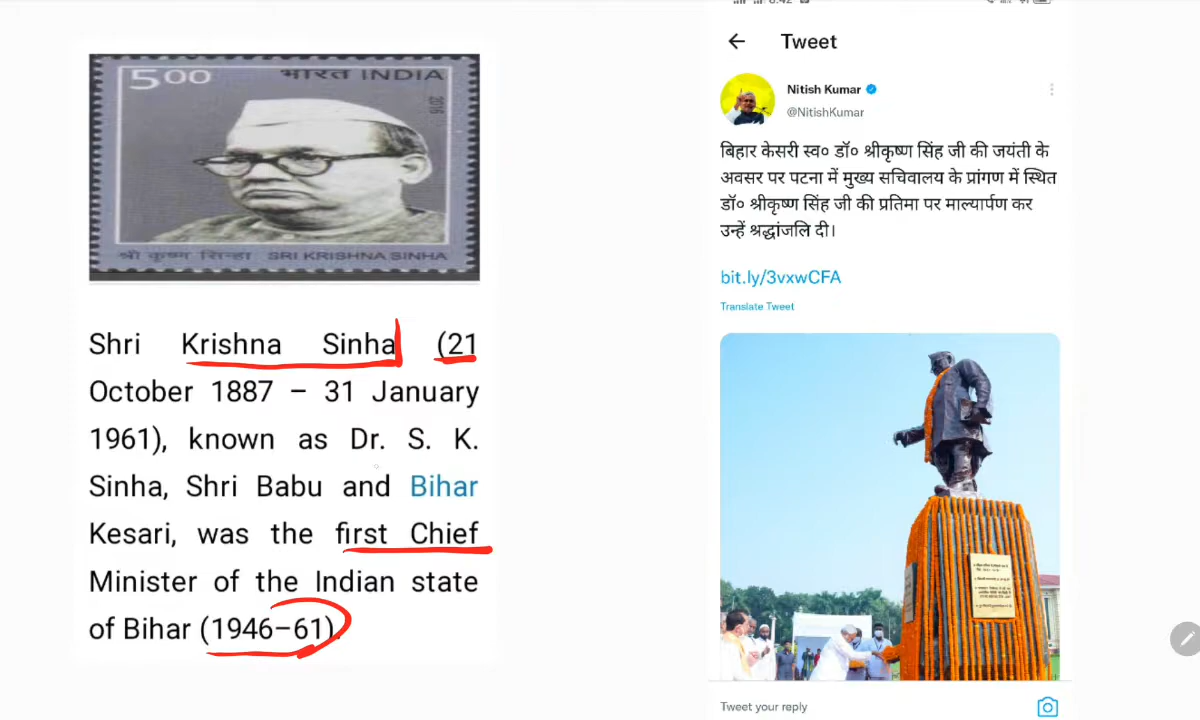 5.00 भारत INDIA
2016
श्री कृष्ण सिन्हा SRI KRISHNA SINHA
Shri Krishna Sinha (21
October 1887 – 31 January
1961), known as Dr. S. K.
Sinha, Shri Babu and Bihar
Kesari, was the first Chief
Minister of the Indian state
of Bihar (1946–61).
Tweet
Nitish Kumar
@NitishKumar
बिहार केसरी स्व० डॉ० श्रीकृष्ण सिंह जी की जयंती के
अवसर पर पटना में मुख्य सचिवालय के प्रांगण में स्थित
डॉ० श्रीकृष्ण सिंह जी की प्रतिमा पर माल्यार्पण कर
उन्हें श्रद्धांजलि दी।
bit.ly/3vxwCFA
Translate Tweet
Tweet your reply